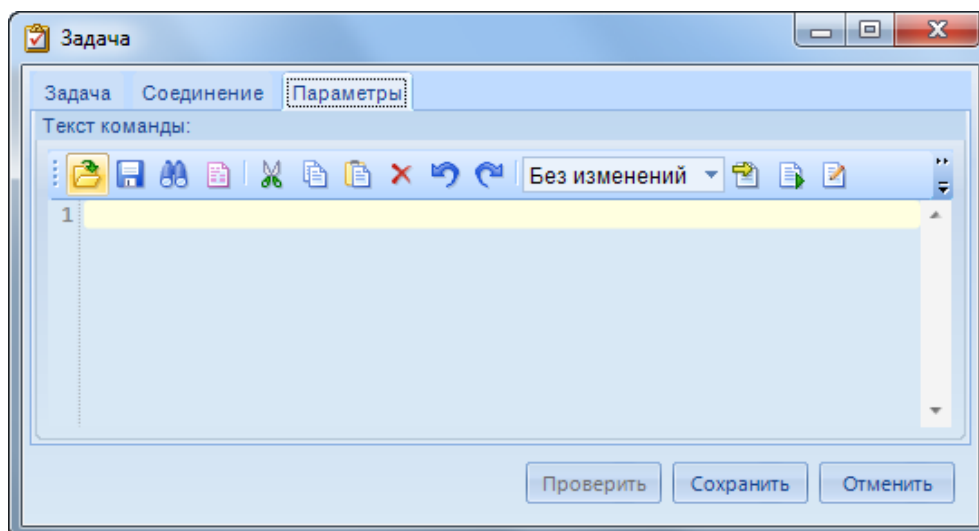 Задача
Задача Соединение Параметры
Текст команды:
Без изменений
1
Проверить Сохранить Отменить